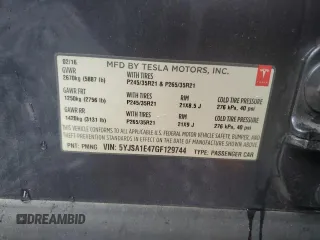 MFD BY TESLA MOTORS, INC.
02/16
GVWR WITH TIRES
2670kg (5887 lb) P245/35R21 & P265/35R21
GAWR FRT WITH TIRES RIM COLD TIRE PRESSURE
1250kg (2756 lb) P245/35R21 21X8.5 J 276 kPa, 40 psi
GAWR RR WITH TIRES RIM COLD TIRE PRESSURE
1420kg (3131 lb) P265/35R21 21X9 J 276 kPa, 40 psi
THIS VEHICLE CONFORMS TO ALL APPLICABLE U.S. FEDERAL MOTOR VEHICLE SAFETY, BUMPER, AND
THEFT PREVENTION STANDARDS IN EFFECT ON THE DATE OF MANUFACTURE SHOWN ABOVE.
PNT: PMNG VIN: 5YJSA1E47GF129744 TYPE: PASSENGER CAR
TESLA
DREAMBID